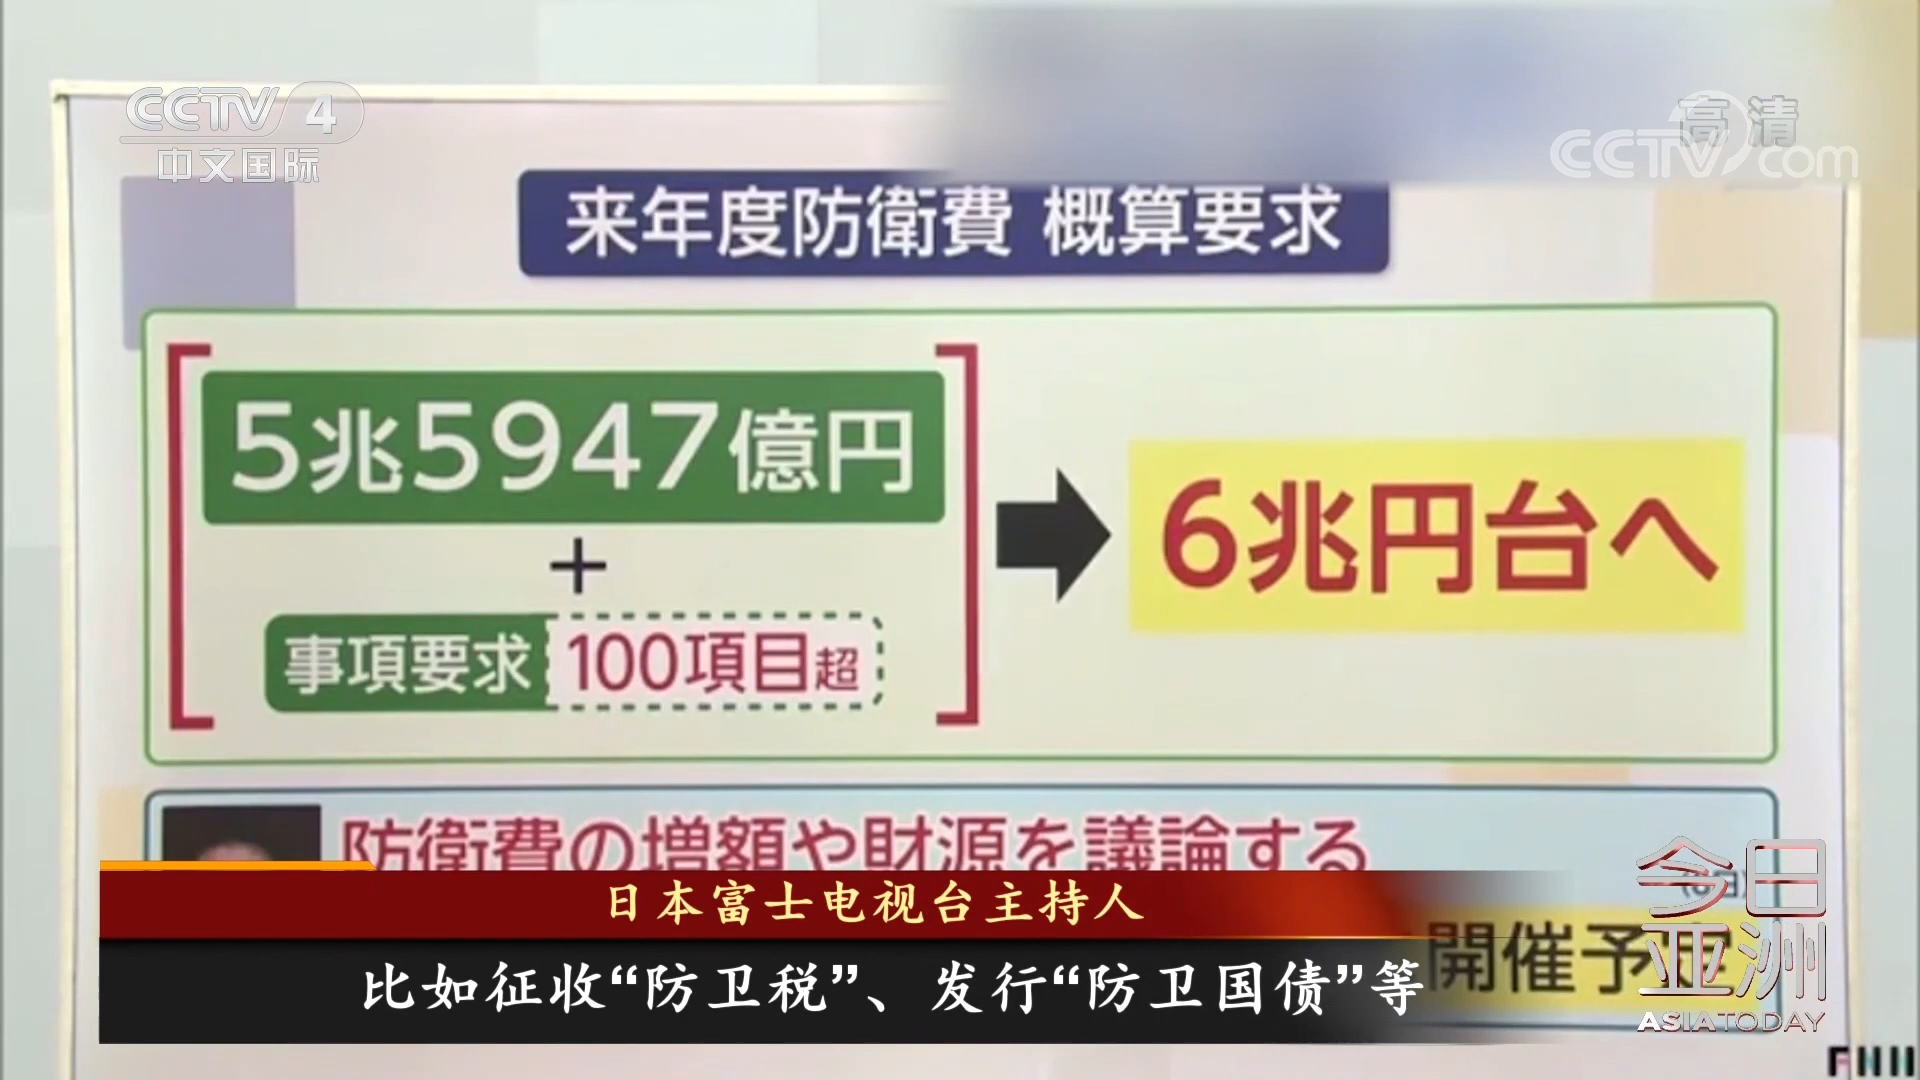 CCTV 4
中文国际
高清
CCTV.com
来年度防衛費 概算要求
5兆5947億円
+
事項要求 100項目超
6兆円台へ
防衛費の増額や財源を議論する
開催予定
日本富士电视台主持人
比如征收“防卫税”、发行“防卫国债”等
今日
亚洲
ASIA TODAY